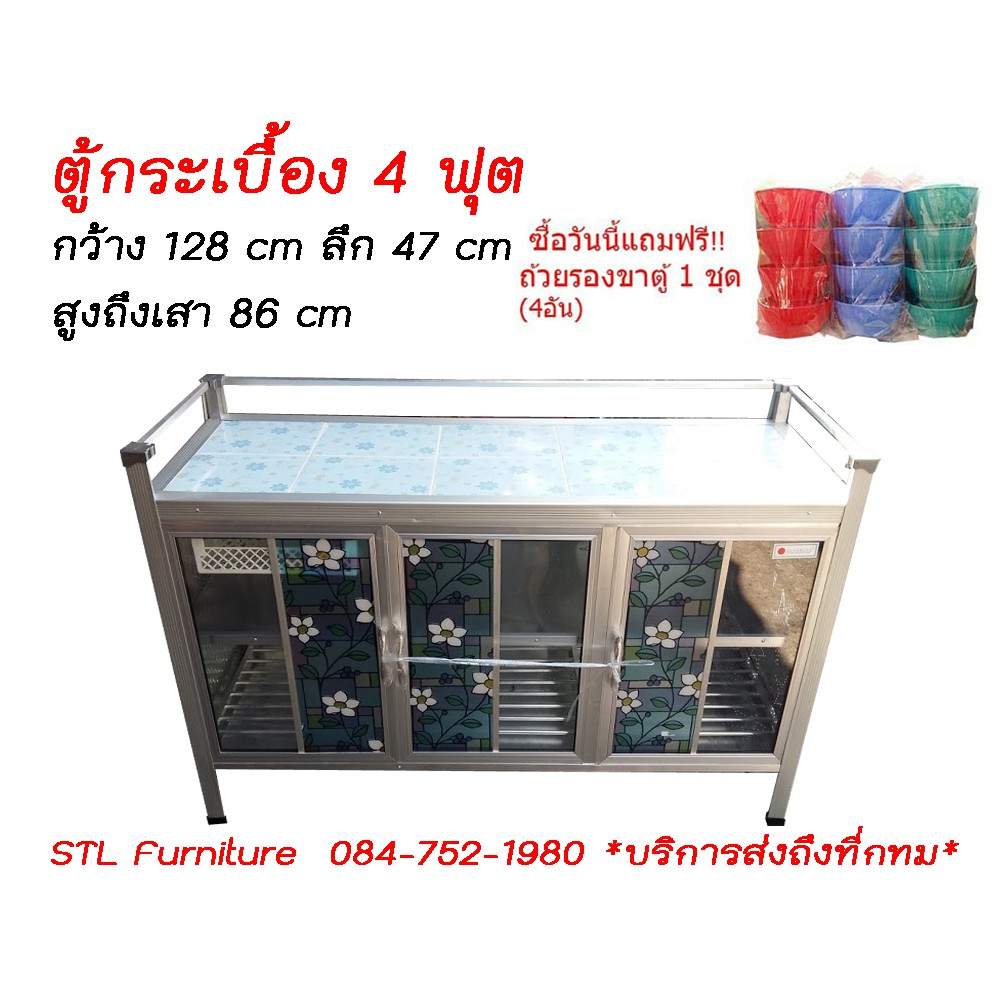 ตู้กระเบื้อง 4 ฟุต
กว้าง 128 cm ลึก 47 cm
สูงถึงเสา 86 cm
ซื้อวันนี้แถมฟรี!!
ถ้วยรองขาตู้ 1 ชุด
(4อัน)
STL Furniture 084-752-1980 *บริการส่งถึงที่กทม*